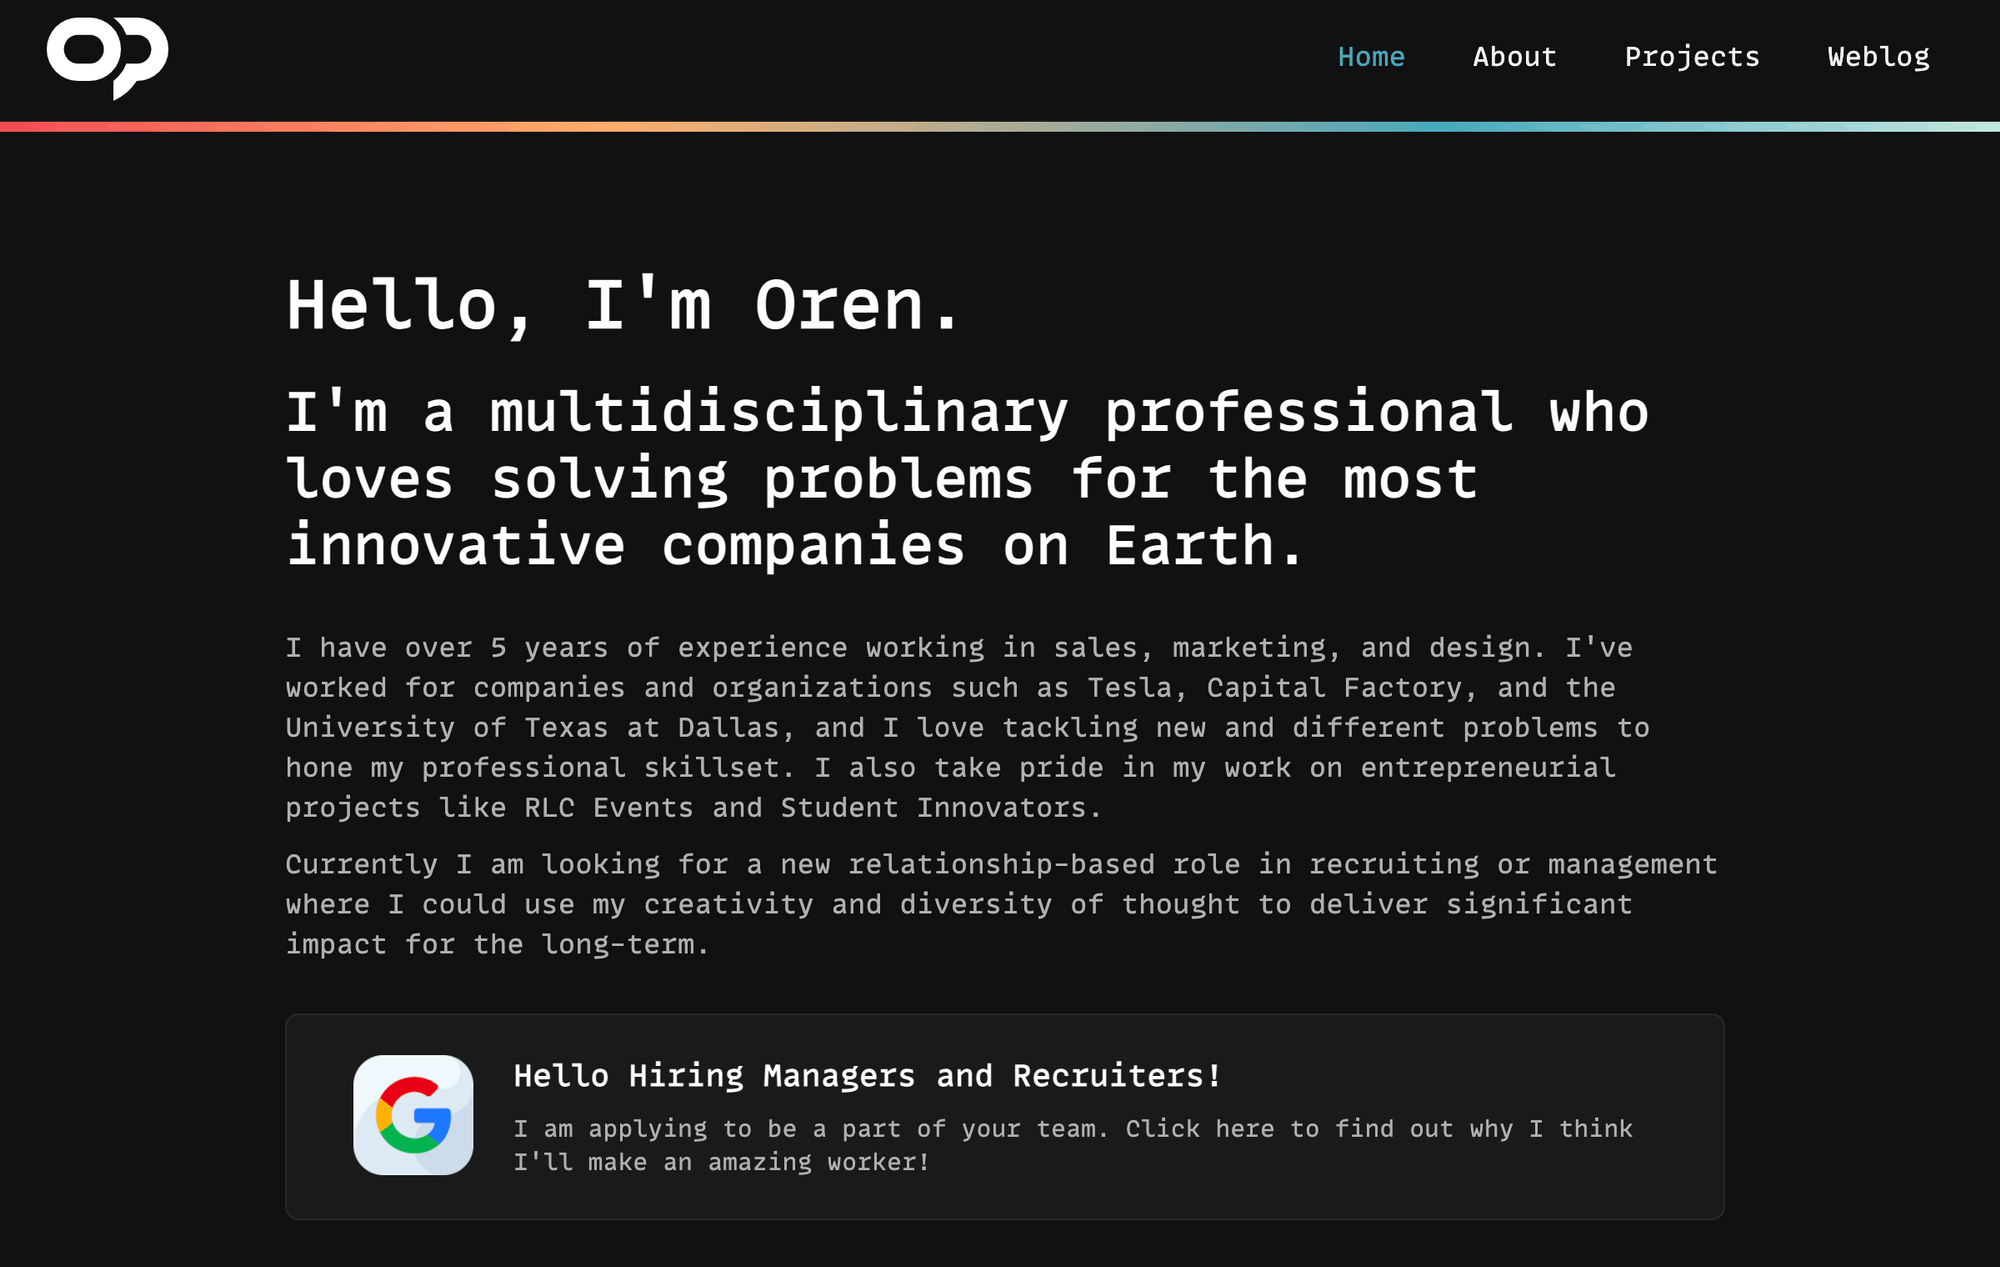 op
Home About Projects Weblog
Hello, I'm Oren.
I'm a multidisciplinary professional who
loves solving problems for the most
innovative companies on Earth.
I have over 5 years of experience working in sales, marketing, and design. I've
worked for companies and organizations such as Tesla, Capital Factory, and the
University of Texas at Dallas, and I love tackling new and different problems to
hone my professional skillset. I also take pride in my work on entrepreneurial
projects like RLC Events and Student Innovators.
Currently I am looking for a new relationship-based role in recruiting or management
where I could use my creativity and diversity of thought to deliver significant
impact for the long-term.
G
Hello Hiring Managers and Recruiters!
I am applying to be a part of your team. Click here to find out why I think
I'll make an amazing worker!